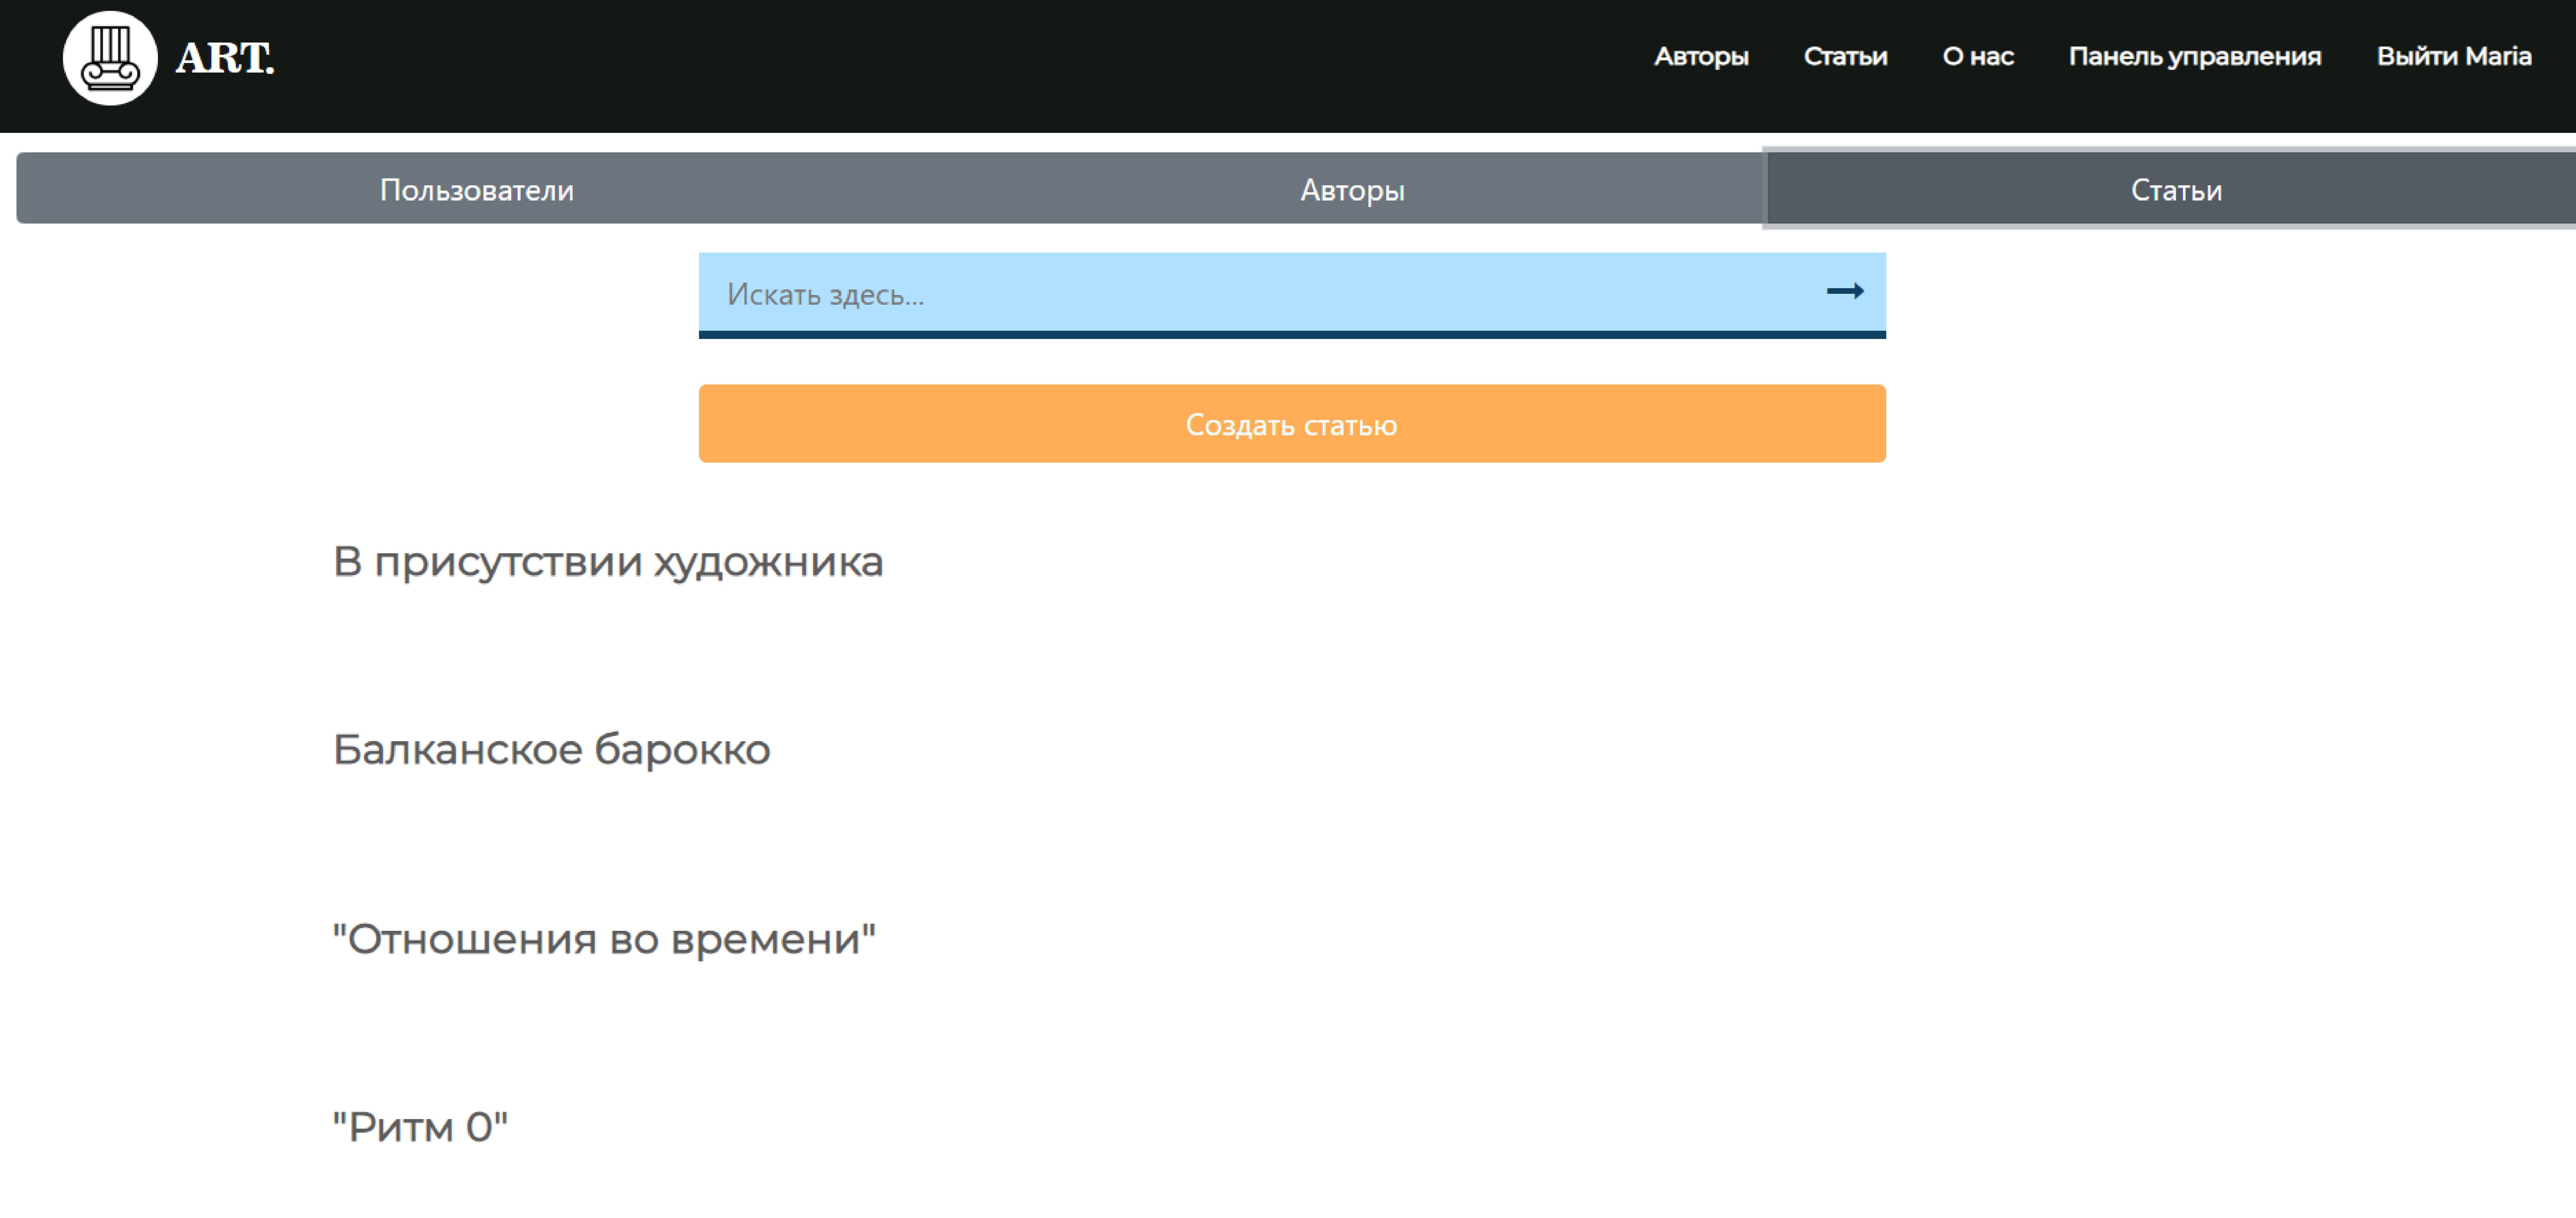 ART.
Авторы Статьи О нас Панель управления Выйти Maria
Пользователи Авторы Статьи
Искать здесь...
Создать статью
В присутствии художника
Балканское барокко
"Отношения во времени"
"Ритм 0"